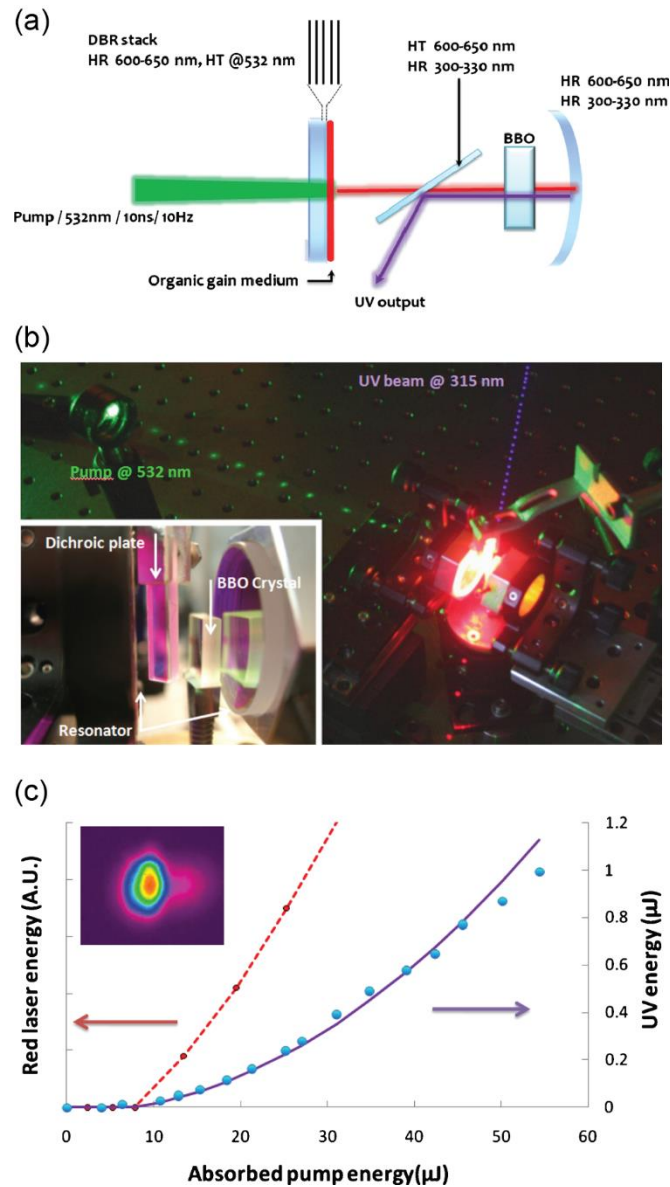 (a)
DBR stack
HR 600-650 nm, HT @532 nm
HT 600-650 nm
HR 300-330 nm
HR 600-650 nm
HR 300-330 nm
BBO
Pump / 532nm / 10ns/ 10Hz
Organic gain medium
UV output
(b)
UV beam @ 315 nm
Pump @ 532 nm
Dichroic plate
BBO Crystal
Resonator
(c)
Red laser energy (A.U.)
1.2
1
0.8
0.6
0.4
0.2
0
UV energy (µJ)
0 10 20 30 40 50 60
Absorbed pump energy(µJ)